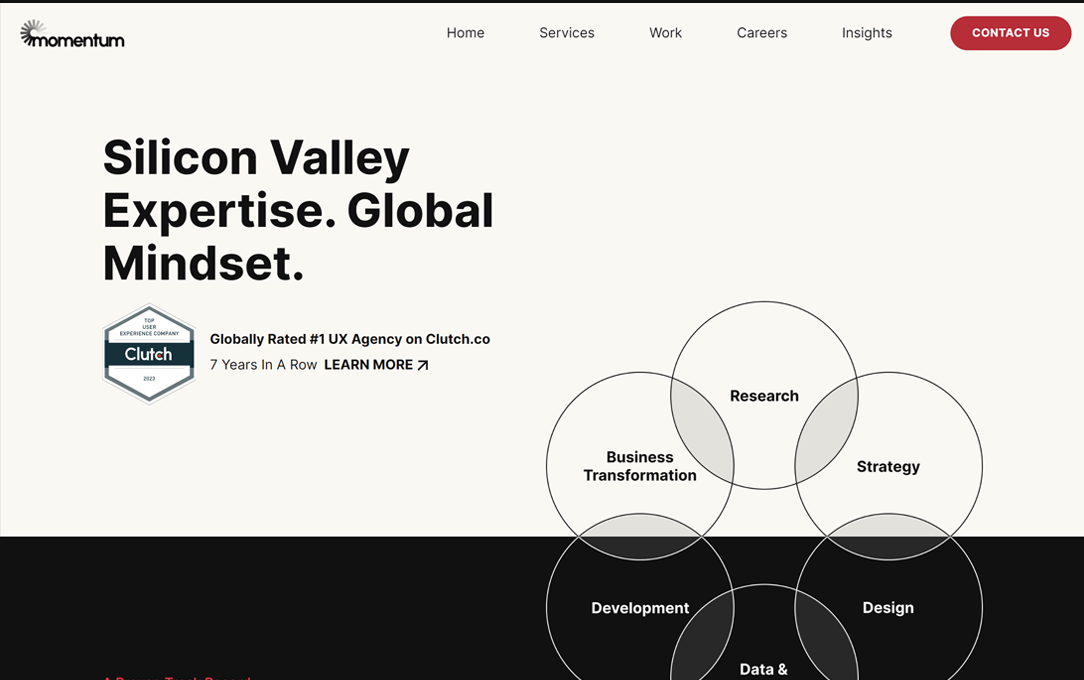 momentum
Home
Services
Work
Careers
Insights
CONTACT US
Silicon Valley
Expertise. Global
Mindset.
TOP
USER
EXPERIENCE COMPANY
Clutch
2023
Globally Rated #1 UX Agency on Clutch.co
7 Years In A Row LEARN MORE
Research
Business
Transformation
Strategy
Development
Design
Data &